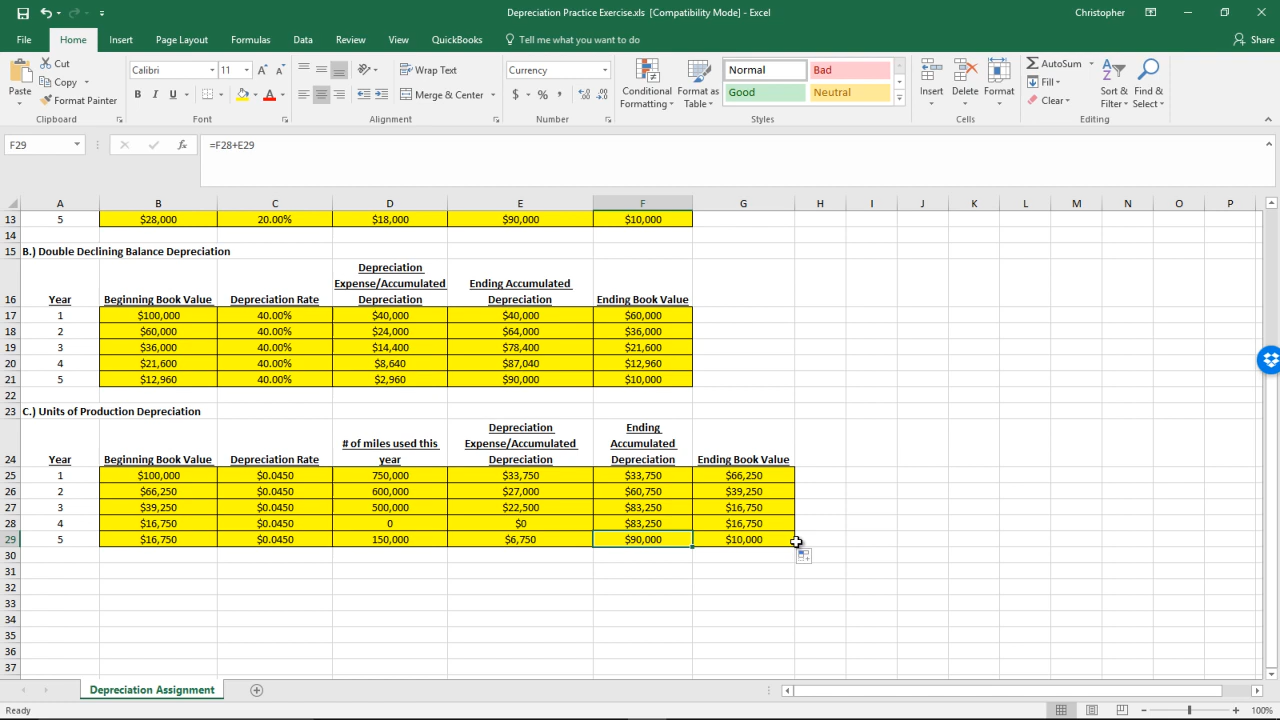 Depreciation Practice Exercise.xls [Compatibility Mode] - Excel
Christopher
File Home Insert Page Layout Formulas Data Review View QuickBooks Tell me what you want to do Share
Paste
Cut
Copy
Format Painter
Clipboard
Calibri 11
B I U
Font
Wrap Text
Merge & Center
Alignment
Currency
$ % ,
Number
Conditional Formatting
Format as Table
Normal Bad
Good Neutral
Styles
Insert Delete Format
Cells
AutoSum
Fill
Clear
Sort & Filter
Find & Select
Editing
F29 fx =F28+E29
A B C D E F G H I J K L M N O P
13 5 $28,000 20.00% $18,000 $90,000 $10,000
14
15 B.) Double Declining Balance Depreciation
16 Year Beginning Book Value Depreciation Rate Depreciation Expense/Accumulated Depreciation Ending Accumulated Depreciation Ending Book Value
17 1 $100,000 40.00% $40,000 $40,000 $60,000
18 2 $60,000 40.00% $24,000 $64,000 $36,000
19 3 $36,000 40.00% $14,400 $78,400 $21,600
20 4 $21,600 40.00% $8,640 $87,040 $12,960
21 5 $12,960 40.00% $2,960 $90,000 $10,000
22
23 C.) Units of Production Depreciation
24 Year Beginning Book Value Depreciation Rate # of miles used this year Depreciation Expense/Accumulated Depreciation Ending Accumulated Depreciation Ending Book Value
25 1 $100,000 $0.0450 750,000 $33,750 $33,750 $66,250
26 2 $66,250 $0.0450 600,000 $27,000 $60,750 $39,250
27 3 $39,250 $0.0450 500,000 $22,500 $83,250 $16,750
28 4 $16,750 $0.0450 0 $0 $83,250 $16,750
29 5 $16,750 $0.0450 150,000 $6,750 $90,000 $10,000
30
31
32
33
34
35
36
37
Depreciation Assignment
Ready
100%